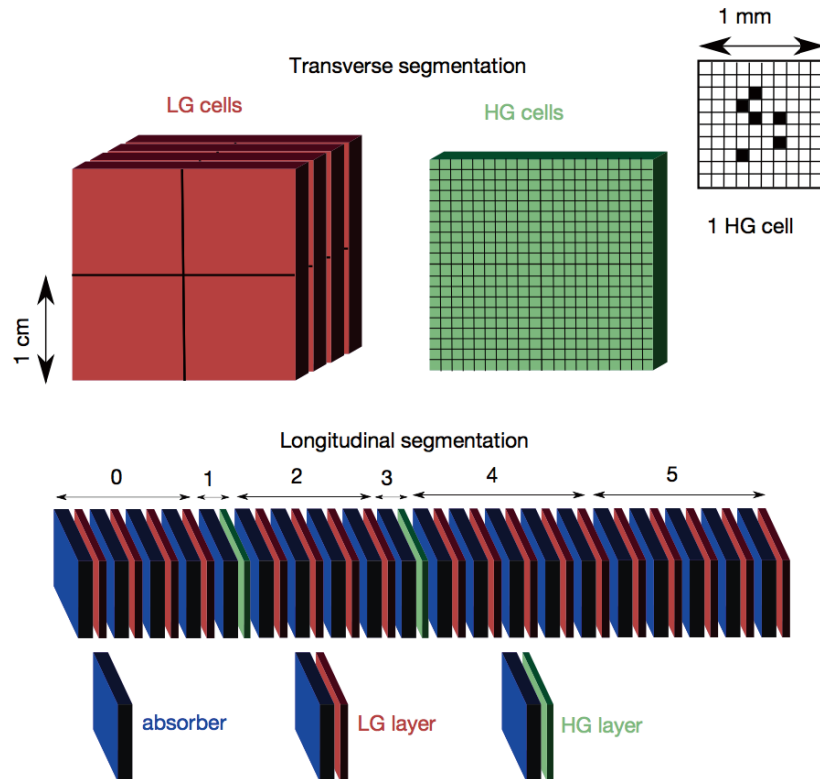 1 mm
Transverse segmentation
LG cells
HG cells
1 HG cell
1 cm
Longitudinal segmentation
0 1 2 3 4 5
absorber
LG layer
HG layer